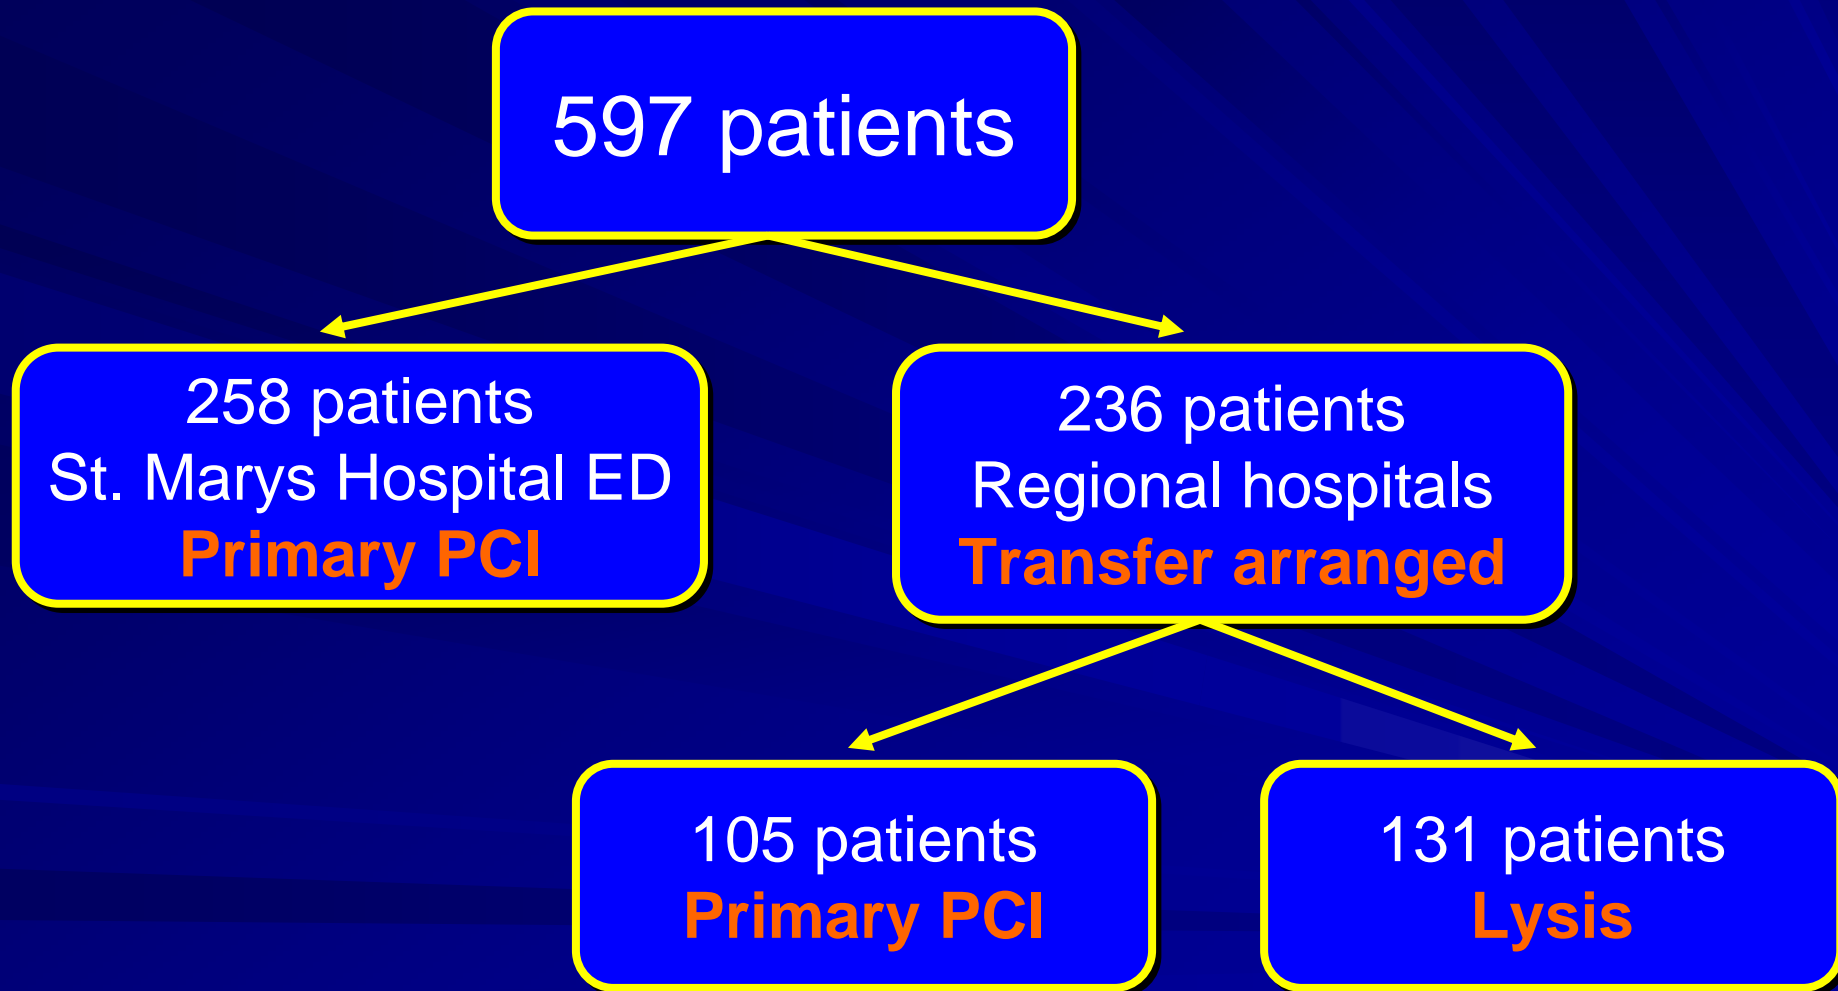 597 patients
258 patients
St. Marys Hospital ED
Primary PCI
236 patients
Regional hospitals
Transfer arranged
105 patients
Primary PCI
131 patients
Lysis